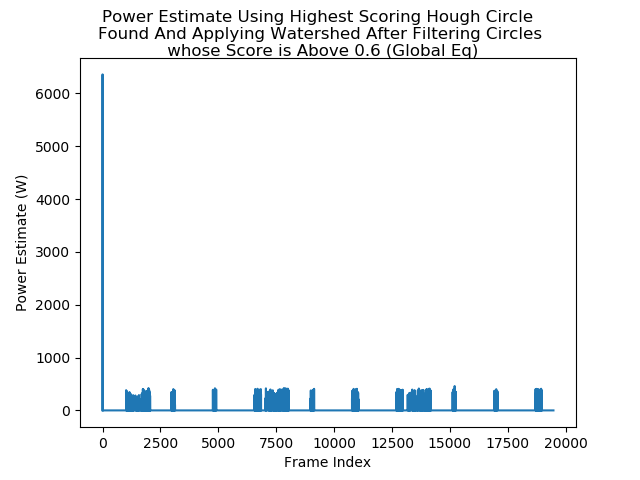 Power Estimate Using Highest Scoring Hough Circle
Found And Applying Watershed After Filtering Circles
whose Score is Above 0.6 (Global Eq)
6000
5000
4000
3000
2000
1000
0
Power Estimate (W)
0 2500 5000 7500 10000 12500 15000 17500 20000
Frame Index